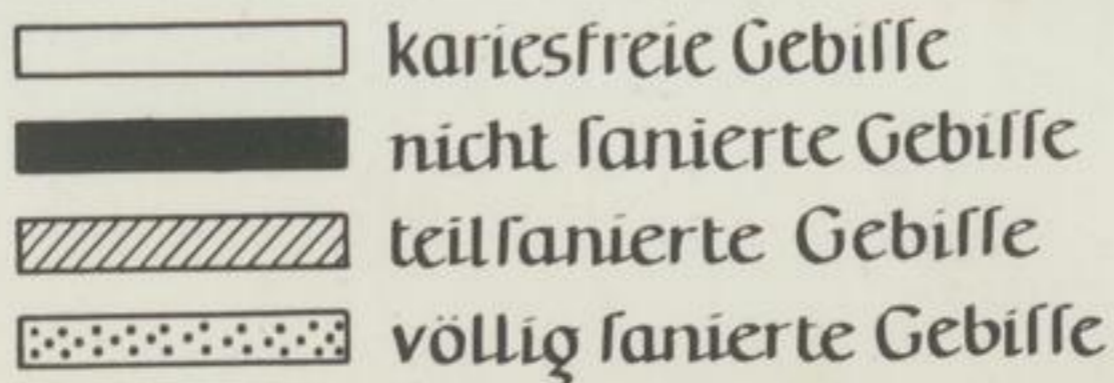 kariesfreie Gebiſſe
nicht ſanierte Gebiſſe
teilſanierte Gebiſſe
völlig ſanierte Gebiſſe